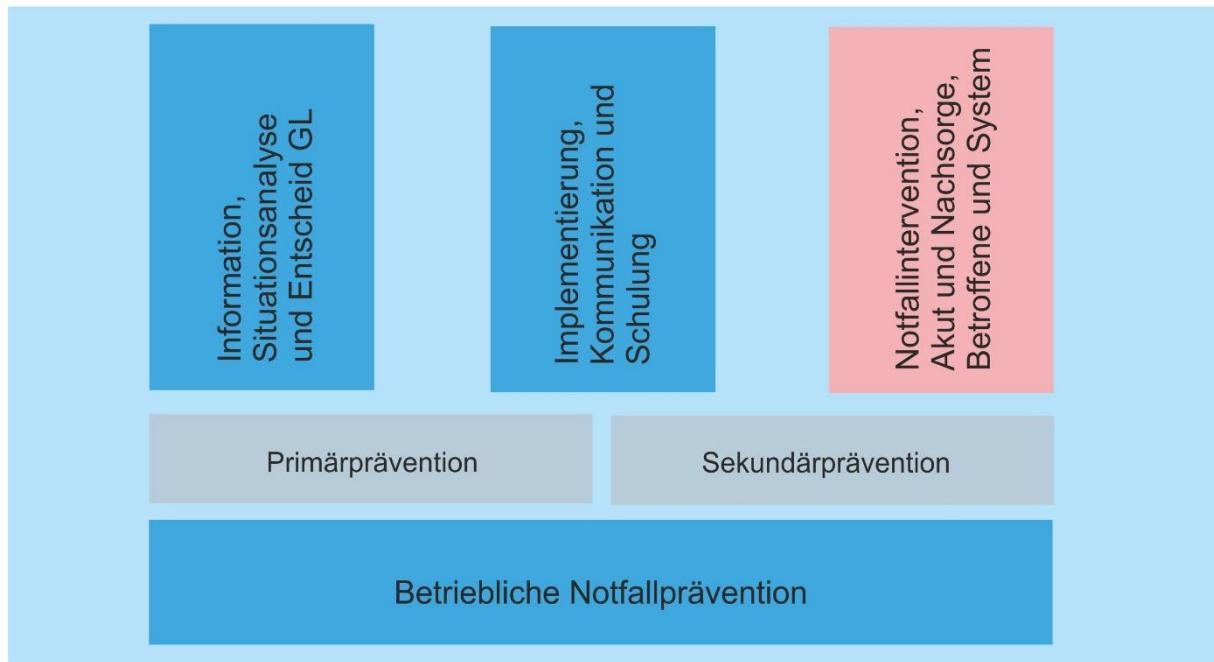 Information,
Situationsanalyse
und Entscheid GL
Implementierung,
Kommunikation und
Schulung
Notfallintervention,
Akut und Nachsorge,
Betroffene und System
Primärprävention
Sekundärprävention
Betriebliche Notfallprävention